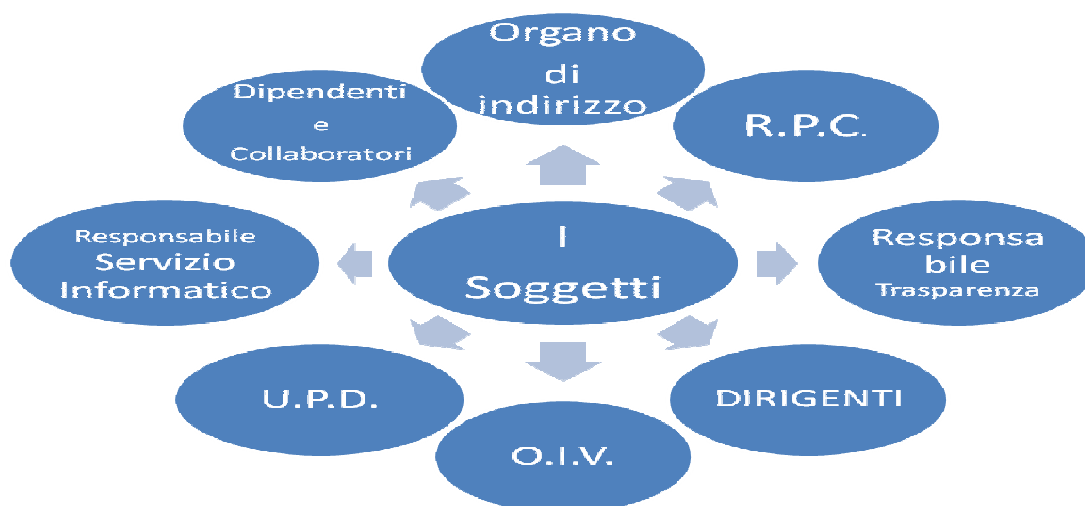 Organo
di
indirizzo
R.P.C.
Responsa
bile
Trasparenza
DIRIGENTI
O.I.V.
U.P.D.
Responsabile
Servizio
Informatico
Dipendenti
e
Collaboratori
I
Soggetti